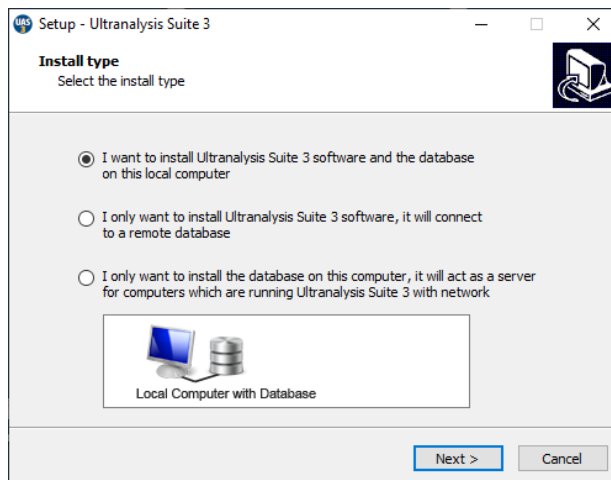 UAS
3
Setup - Ultranalysis Suite 3
Install type
Select the install type
I want to install Ultranalysis Suite 3 software and the database
on this local computer
I only want to install Ultranalysis Suite 3 software, it will connect
to a remote database
I only want to install the database on this computer, it will act as a server
for computers which are running Ultranalysis Suite 3 with network
Local Computer with Database
Next >
Cancel